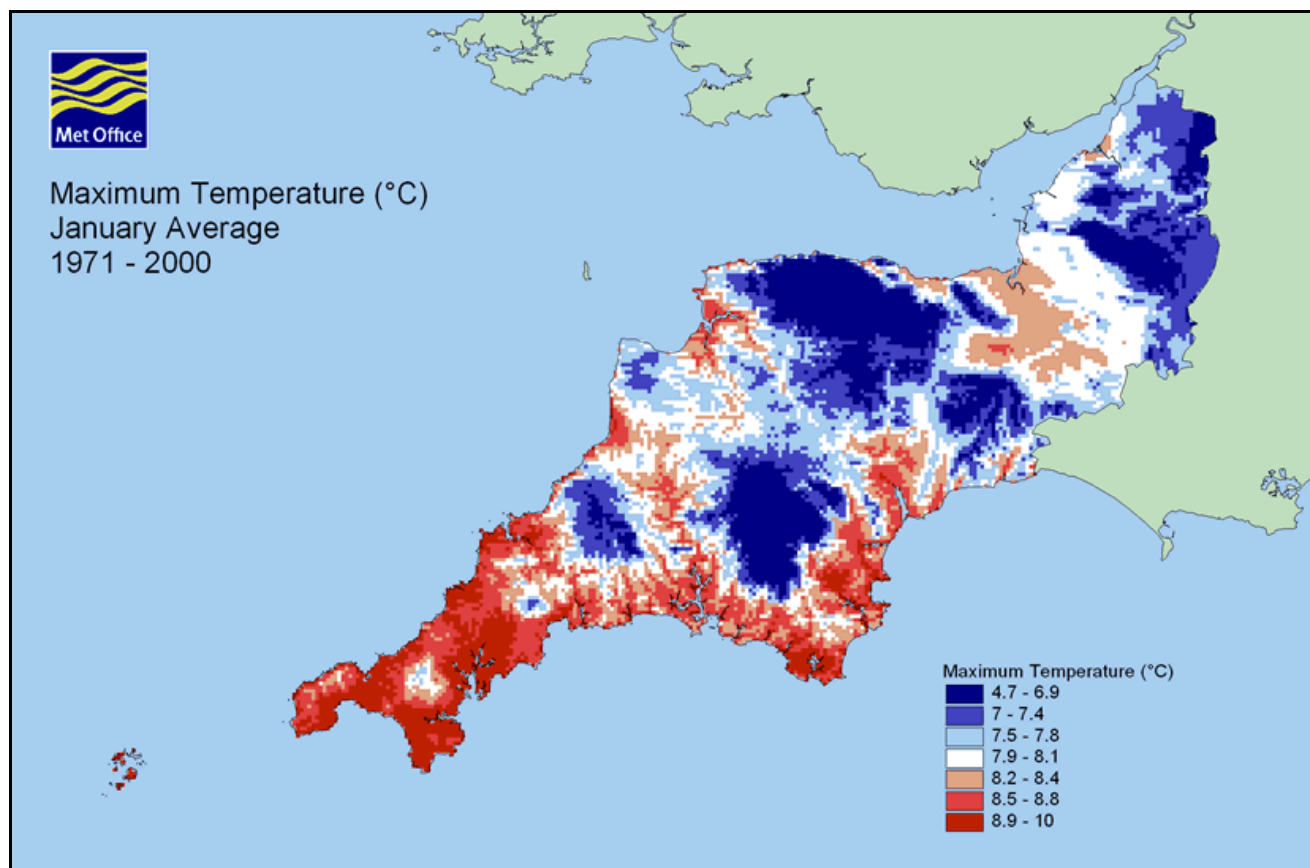 Met Office
Maximum Temperature (°C)
January Average
1971 - 2000
Maximum Temperature (°C)
4.7 - 6.9
7 - 7.4
7.5 - 7.8
7.9 - 8.1
8.2 - 8.4
8.5 - 8.8
8.9 - 10